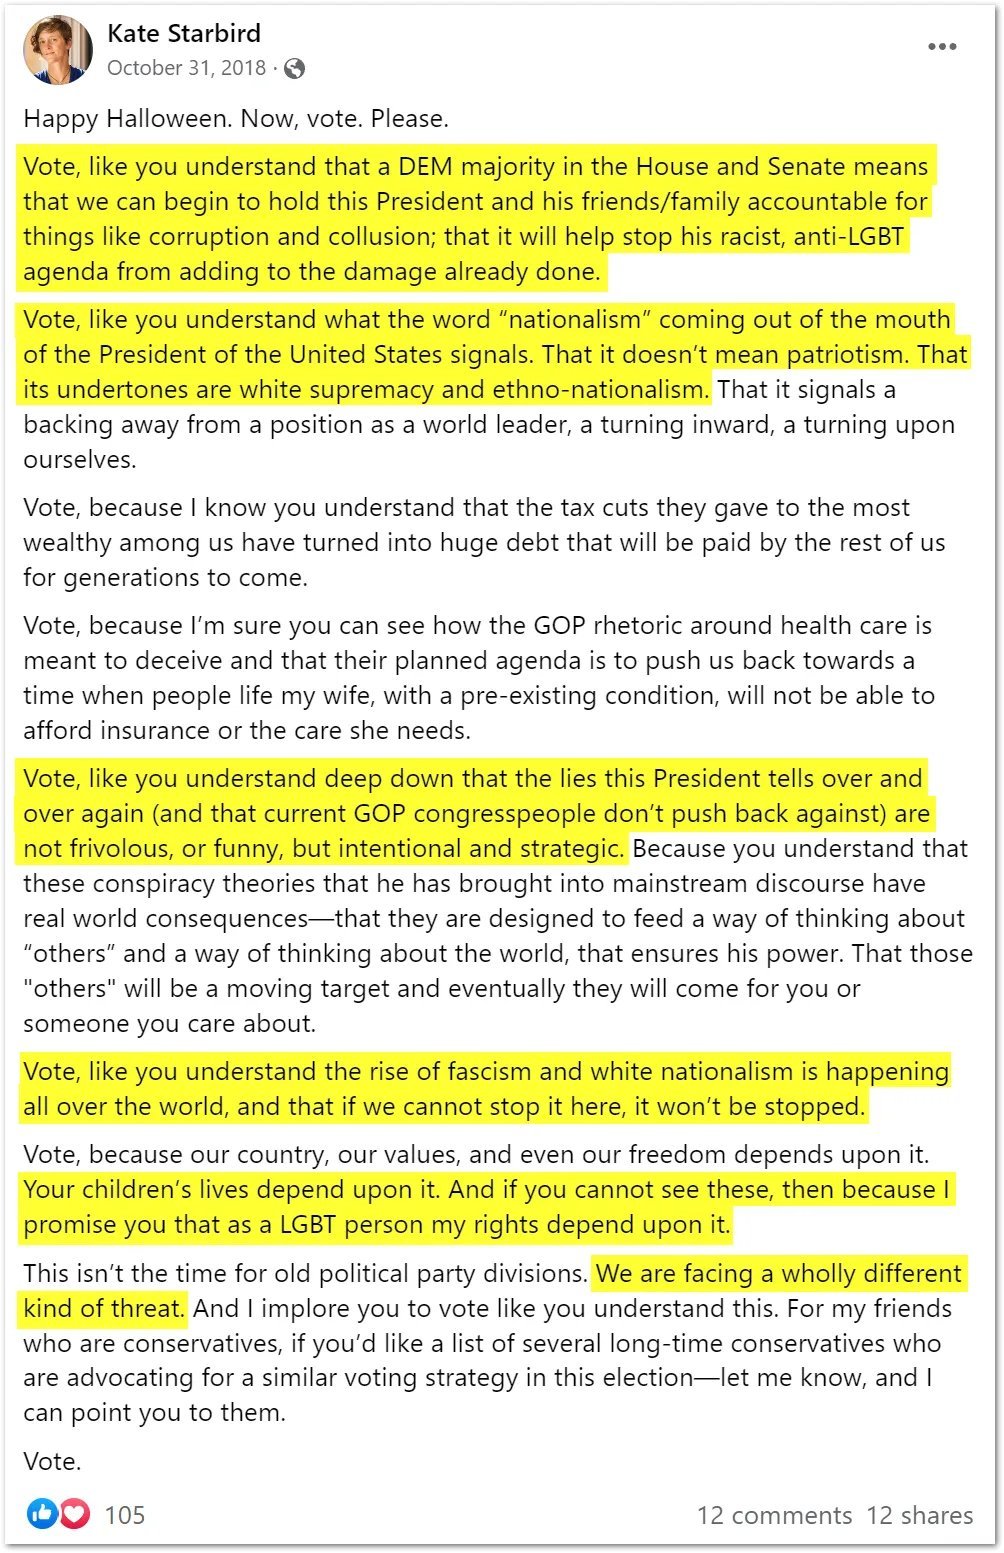 Kate Starbird
October 31, 2018 ·
Happy Halloween. Now, vote. Please.
Vote, like you understand that a DEM majority in the House and Senate means
that we can begin to hold this President and his friends/family accountable for
things like corruption and collusion; that it will help stop his racist, anti-LGBT
agenda from adding to the damage already done.
Vote, like you understand what the word “nationalism” coming out of the mouth
of the President of the United States signals. That it doesn’t mean patriotism. That
its undertones are white supremacy and ethno-nationalism. That it signals a
backing away from a position as a world leader, a turning inward, a turning upon
ourselves.
Vote, because I know you understand that the tax cuts they gave to the most
wealthy among us have turned into huge debt that will be paid by the rest of us
for generations to come.
Vote, because I’m sure you can see how the GOP rhetoric around health care is
meant to deceive and that their planned agenda is to push us back towards a
time when people life my wife, with a pre-existing condition, will not be able to
afford insurance or the care she needs.
Vote, like you understand deep down that the lies this President tells over and
over again (and that current GOP congresspeople don’t push back against) are
not frivolous, or funny, but intentional and strategic. Because you understand that
these conspiracy theories that he has brought into mainstream discourse have
real world consequences—that they are designed to feed a way of thinking about
“others” and a way of thinking about the world, that ensures his power. That those
"others" will be a moving target and eventually they will come for you or
someone you care about.
Vote, like you understand the rise of fascism and white nationalism is happening
all over the world, and that if we cannot stop it here, it won’t be stopped.
Vote, because our country, our values, and even our freedom depends upon it.
Your children’s lives depend upon it. And if you cannot see these, then because I
promise you that as a LGBT person my rights depend upon it.
This isn’t the time for old political party divisions. We are facing a wholly different
kind of threat. And I implore you to vote like you understand this. For my friends
who are conservatives, if you’d like a list of several long-time conservatives who
are advocating for a similar voting strategy in this election—let me know, and I
can point you to them.
Vote.
105 12 comments 12 shares